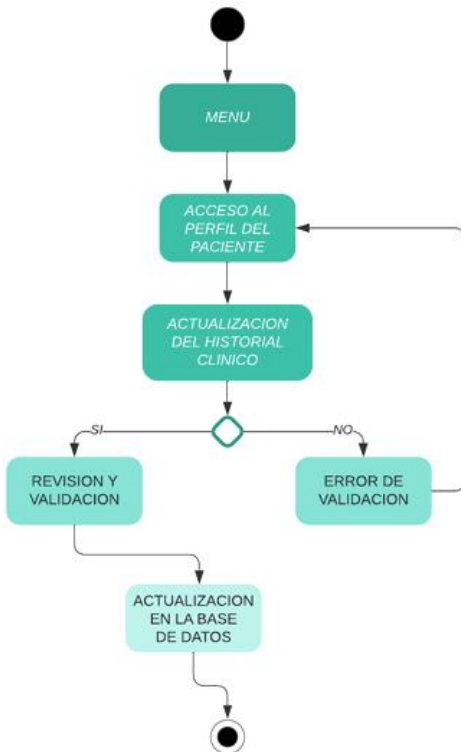 MENU
ACCESO AL
PERFIL DEL
PACIENTE
ACTUALIZACION
DEL HISTORIAL
CLINICO
SI
NO
REVISION Y
VALIDACION
ERROR DE
VALIDACION
ACTUALIZACION
EN LA BASE
DE DATOS